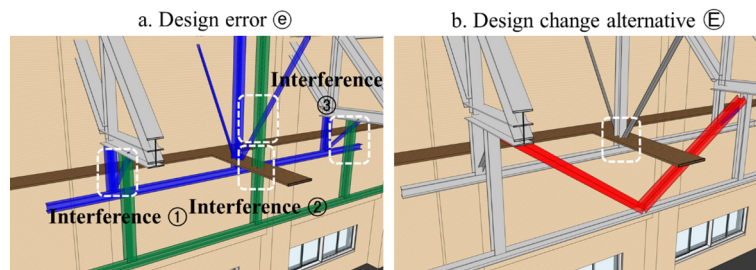 a. Design error ⓔ
b. Design change alternative Ⓔ
Interference
③
Interference ①
Interference ②